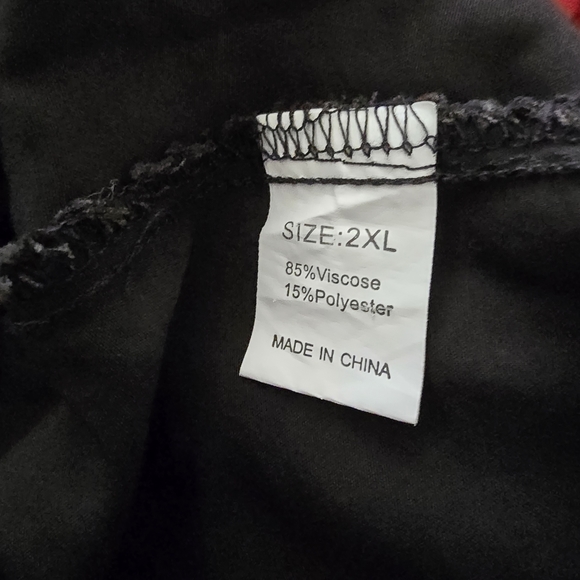 SIZE:2XL
85%Viscose
15%Polyester
MADE IN CHINA